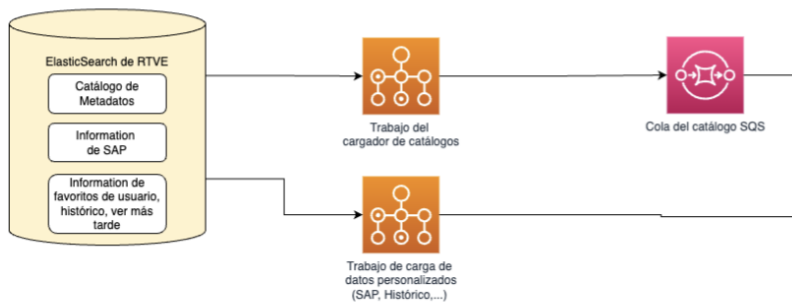 ElasticSearch de RTVE
Catálogo de
Metadatos
Information
de SAP
Information de
favoritos de usuario,
histórico, ver más
tarde
Trabajo del
cargador de catálogos
Cola del catálogo SQS
Trabajo de carga de
datos personalizados
(SAP, Histórico,...)